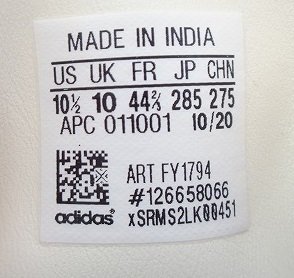 MADE IN INDIA
US UK FR JP CHN
10½ 10 44⅔ 285 275
APC 011001 10/20
ART FY1794
#126658066
adidas® xSRMS2LK00451